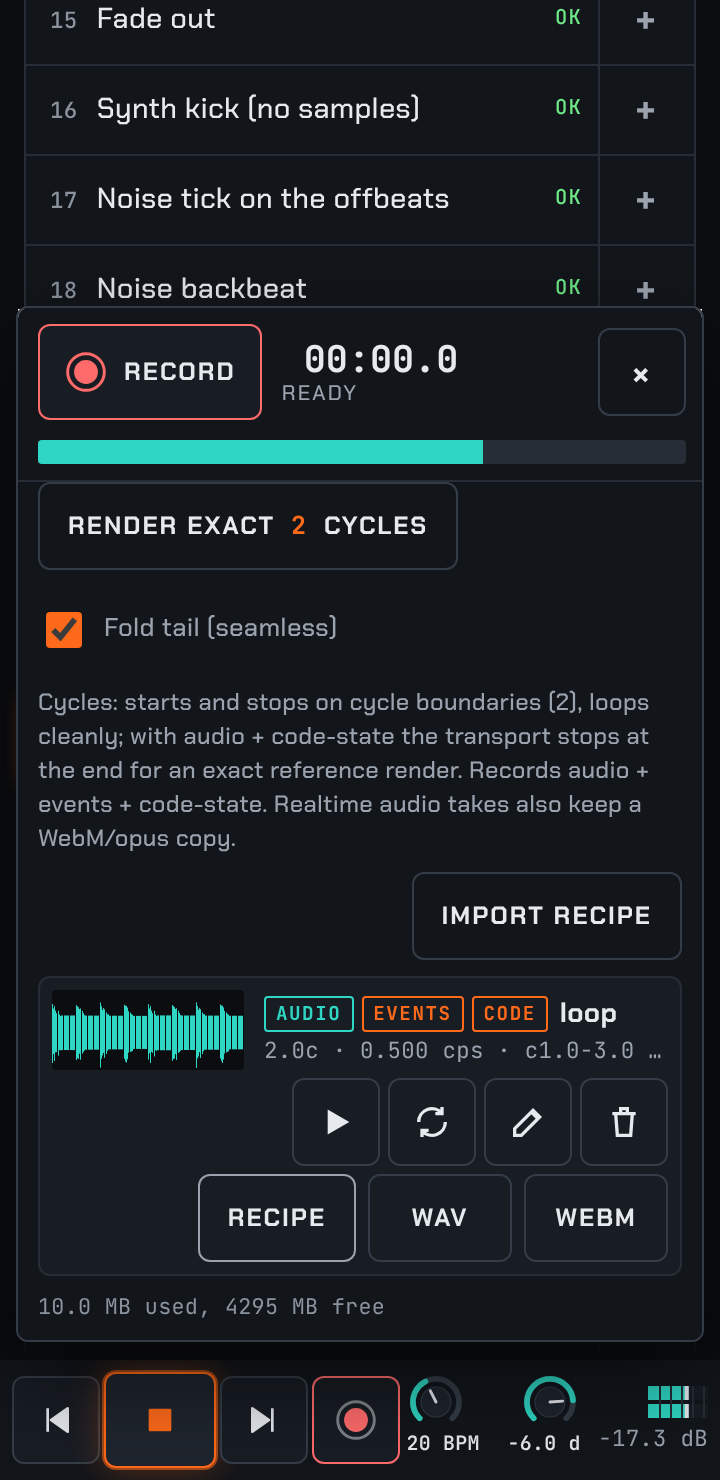 15 Fade out OK +
16 Synth kick (no samples) OK +
17 Noise tick on the offbeats OK +
18 Noise backbeat OK +
RECORD 00:00.0 ×
READY
RENDER EXACT 2 CYCLES
Fold tail (seamless)
Cycles: starts and stops on cycle boundaries (2), loops
cleanly; with audio + code-state the transport stops at
the end for an exact reference render. Records audio +
events + code-state. Realtime audio takes also keep a
WebM/opus copy.
IMPORT RECIPE
AUDIO EVENTS CODE loop
2.0c · 0.500 cps · c1.0-3.0 …
RECIPE WAV WEBM
10.0 MB used, 4295 MB free
20 BPM -6.0 d -17.3 dB